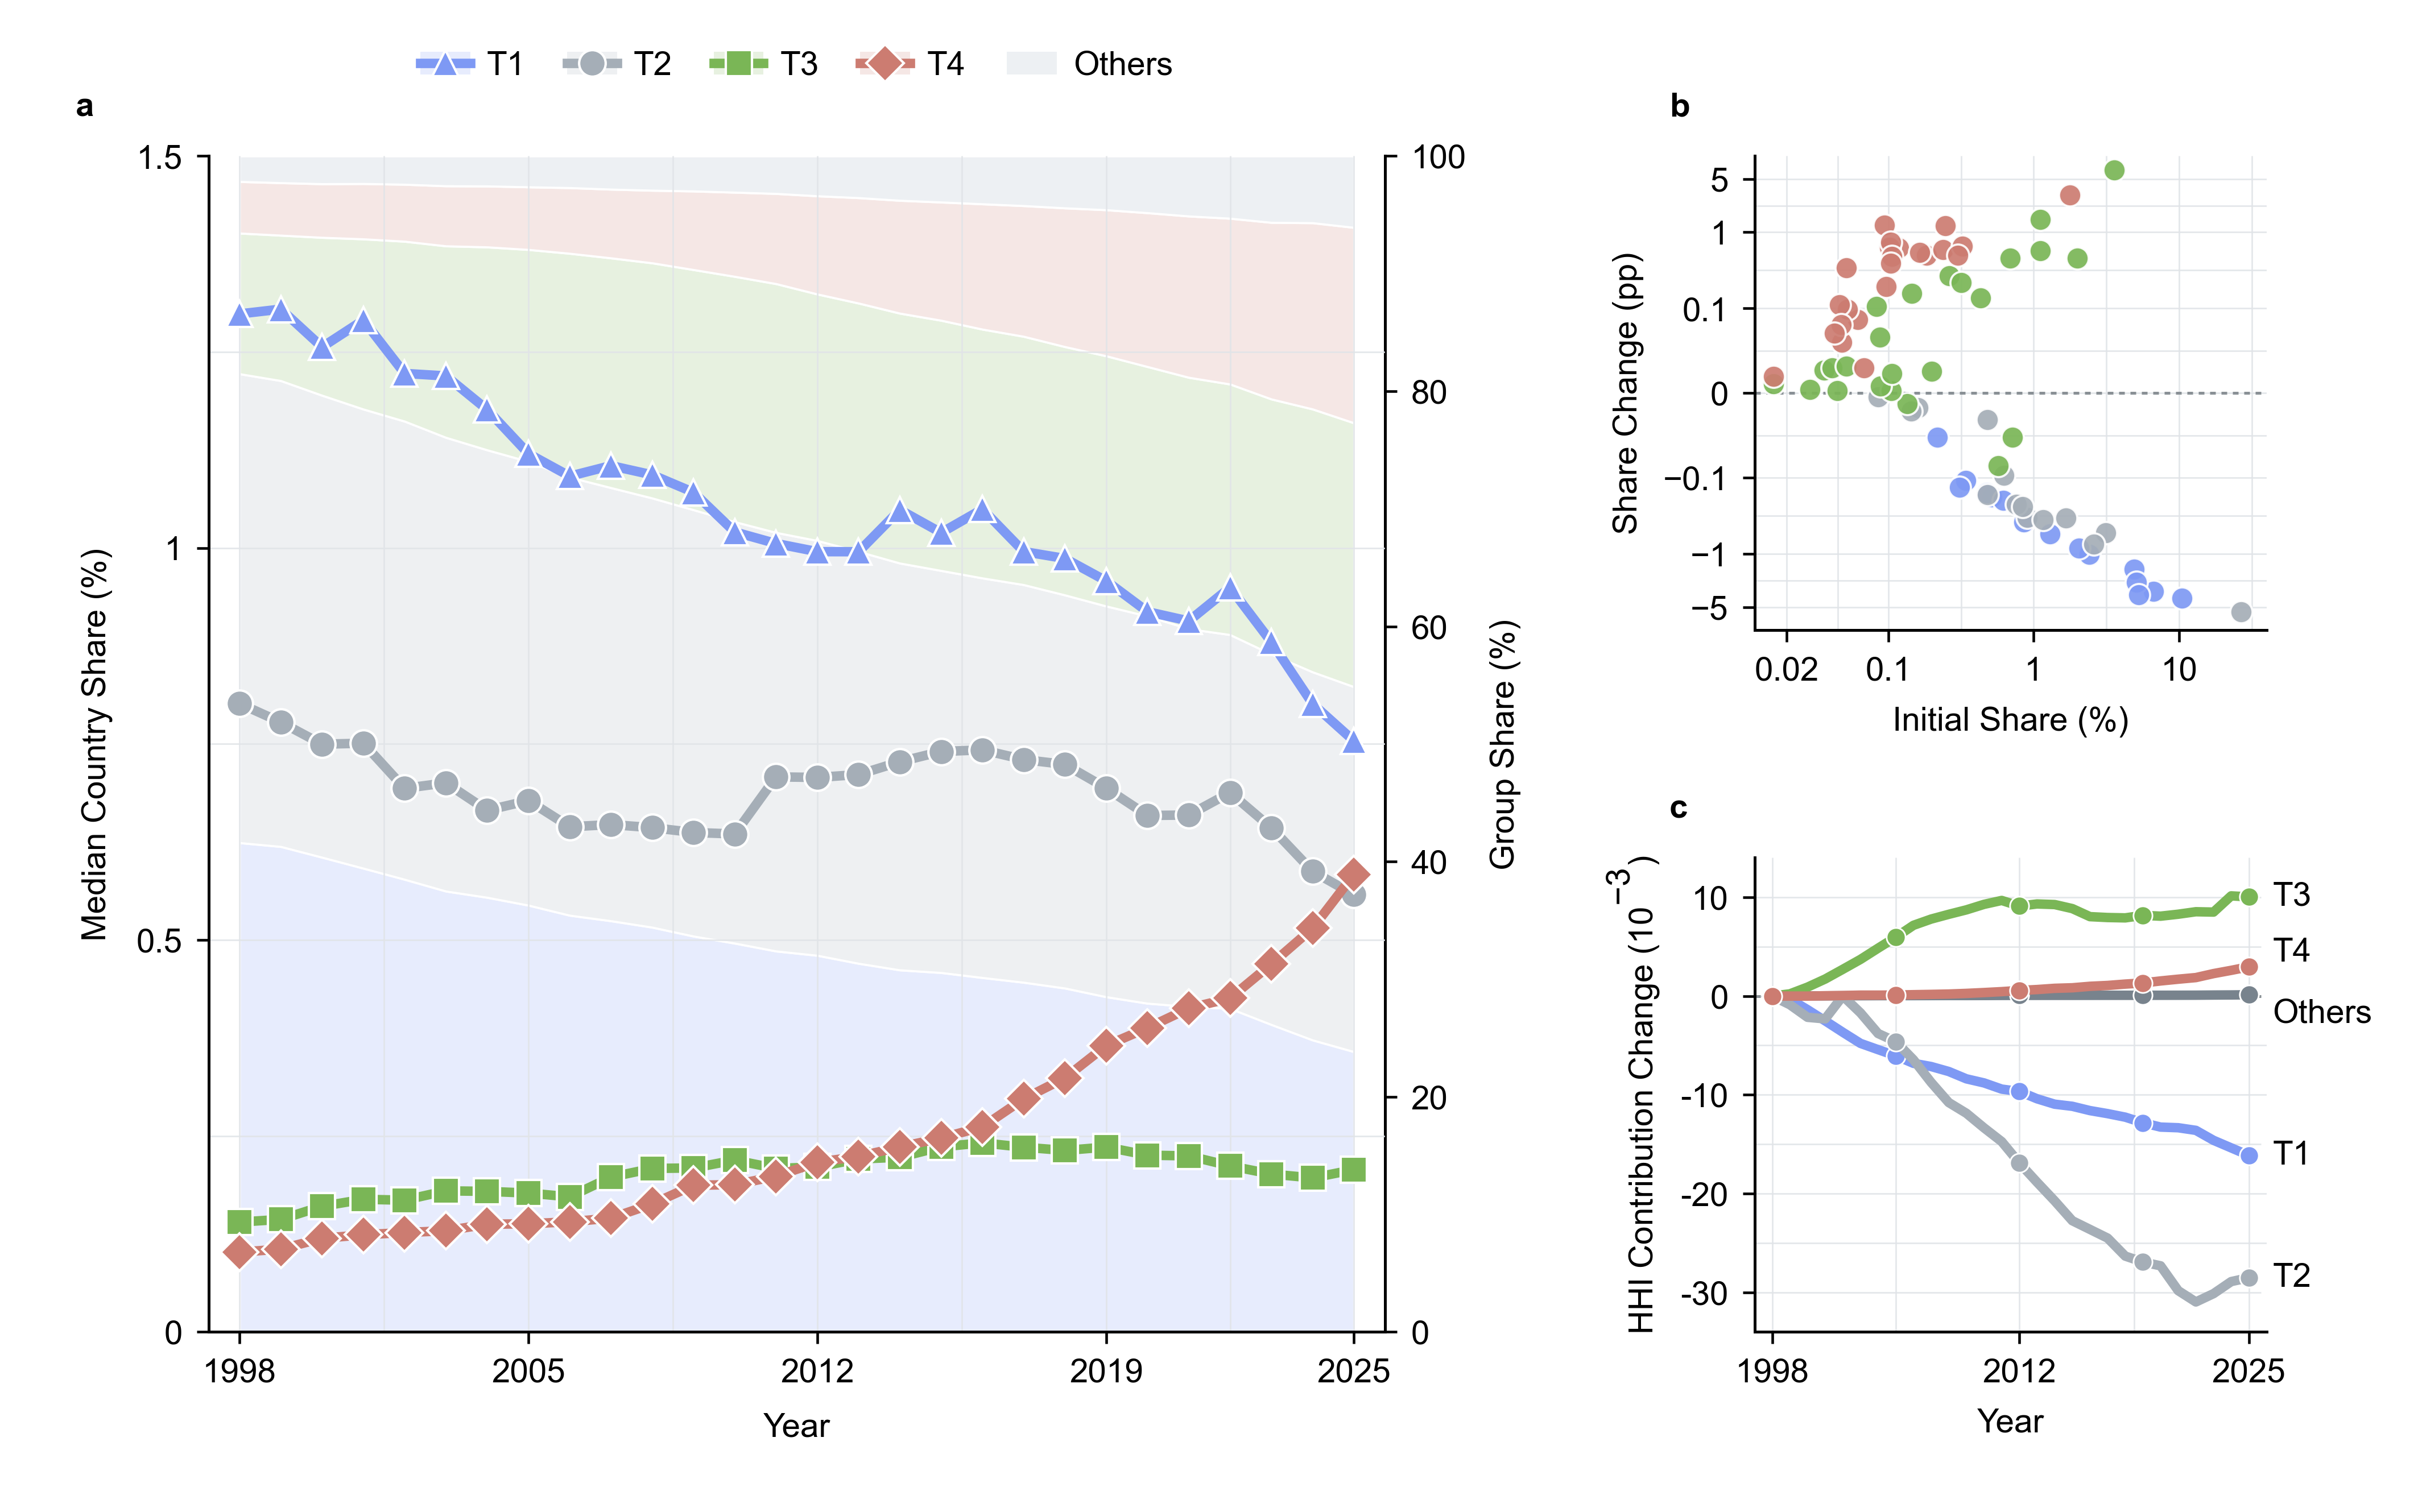 T1 T2 T3 T4 Others
a
1.5
1
0.5
0
Median Country Share (%)
100
80
60
40
20
0
Group Share (%)
1998 2005 2012 2019 2025
Year
b
5
1
0.1
0
−0.1
−1
−5
Share Change (pp)
0.02 0.1 1 10
Initial Share (%)
c
10
0
-10
-20
-30
HHI Contribution Change (10⁻³)
T3
T4
Others
T1
T2
1998 2012 2025
Year